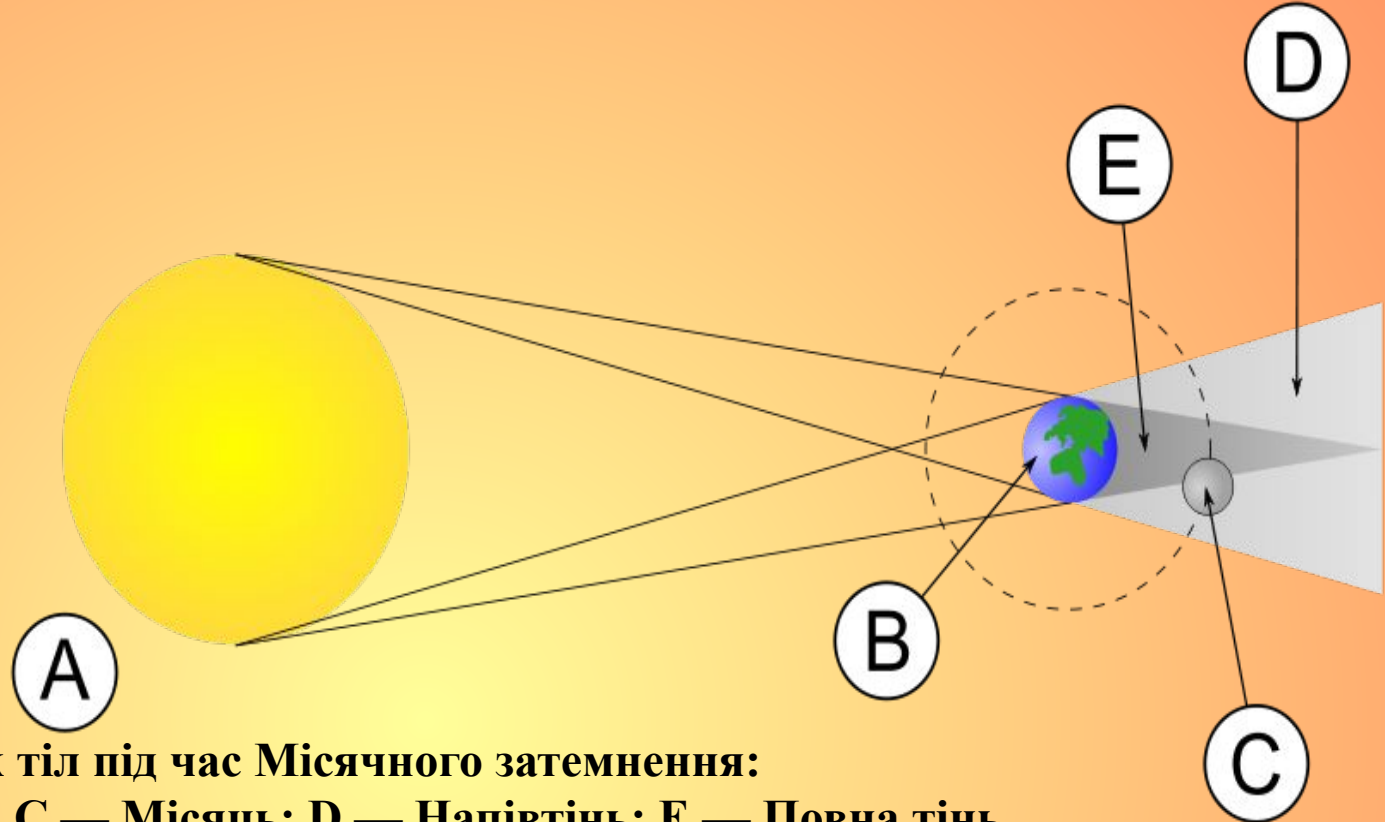 D
E
B
A
C
тіл під час Місячного затемнення:
С — Місяць; D — Напівтінь; E — Повна тінь